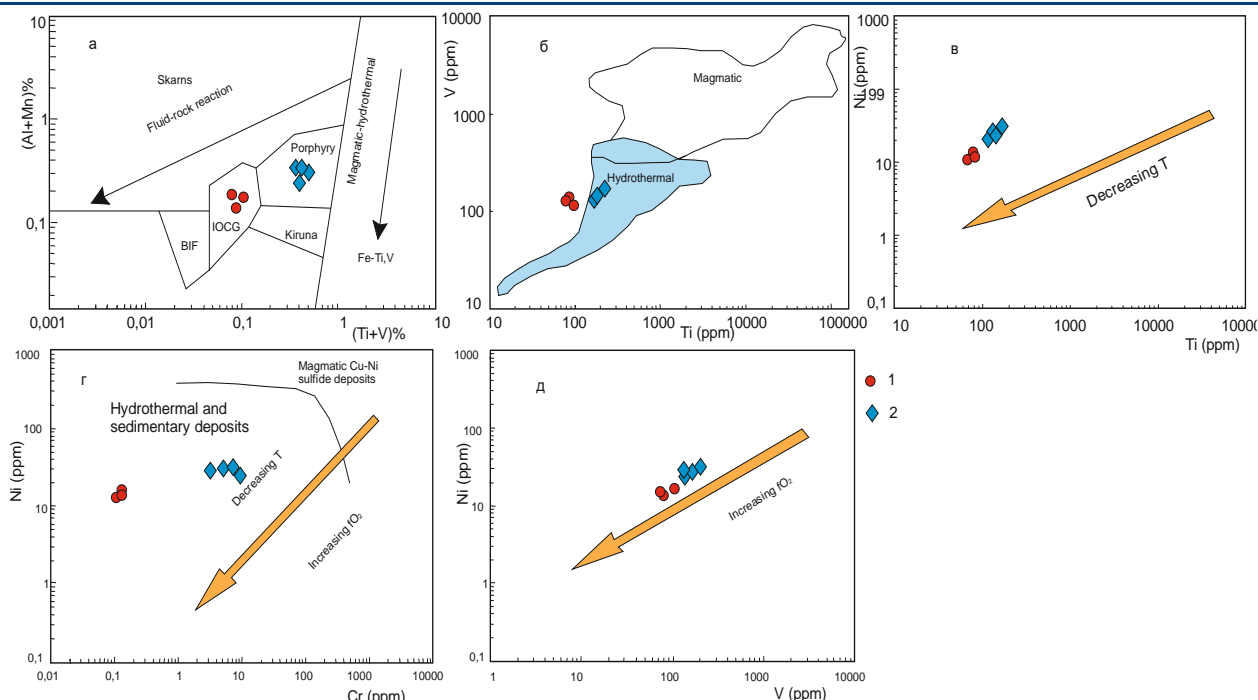 а
10
1
0,1
(Al+Mn)%
Skarns
Fluid-rock reaction
Magmatic-hydrothermal
Porphyry
IOCG
BIF
Kiruna
Fe-Ti,V
0,001
0,01
0,1
1
10
(Ti+V)%
б
10000
1000
100
10
V (ppm)
Magmatic
Hydrothermal
10
100
1000
10000
100000
Ti (ppm)
в
1000
199
10
1
0,1
Ni (ppm)
Decreasing T
10
100
1000
10000
1000000
Ti (ppm)
г
1000
100
10
1
0,1
Ni (ppm)
Magmatic Cu-Ni
sulfide deposits
Hydrothermal and
sedimentary deposits
Decreasing T
Increasing fO₂
0,01
0,1
1
10
100
1000
10000
Cr (ppm)
д
1000
100
10
1
0,1
Ni (ppm)
Increasing fO₂
1
10
100
1000
10000
V (ppm)
1
2